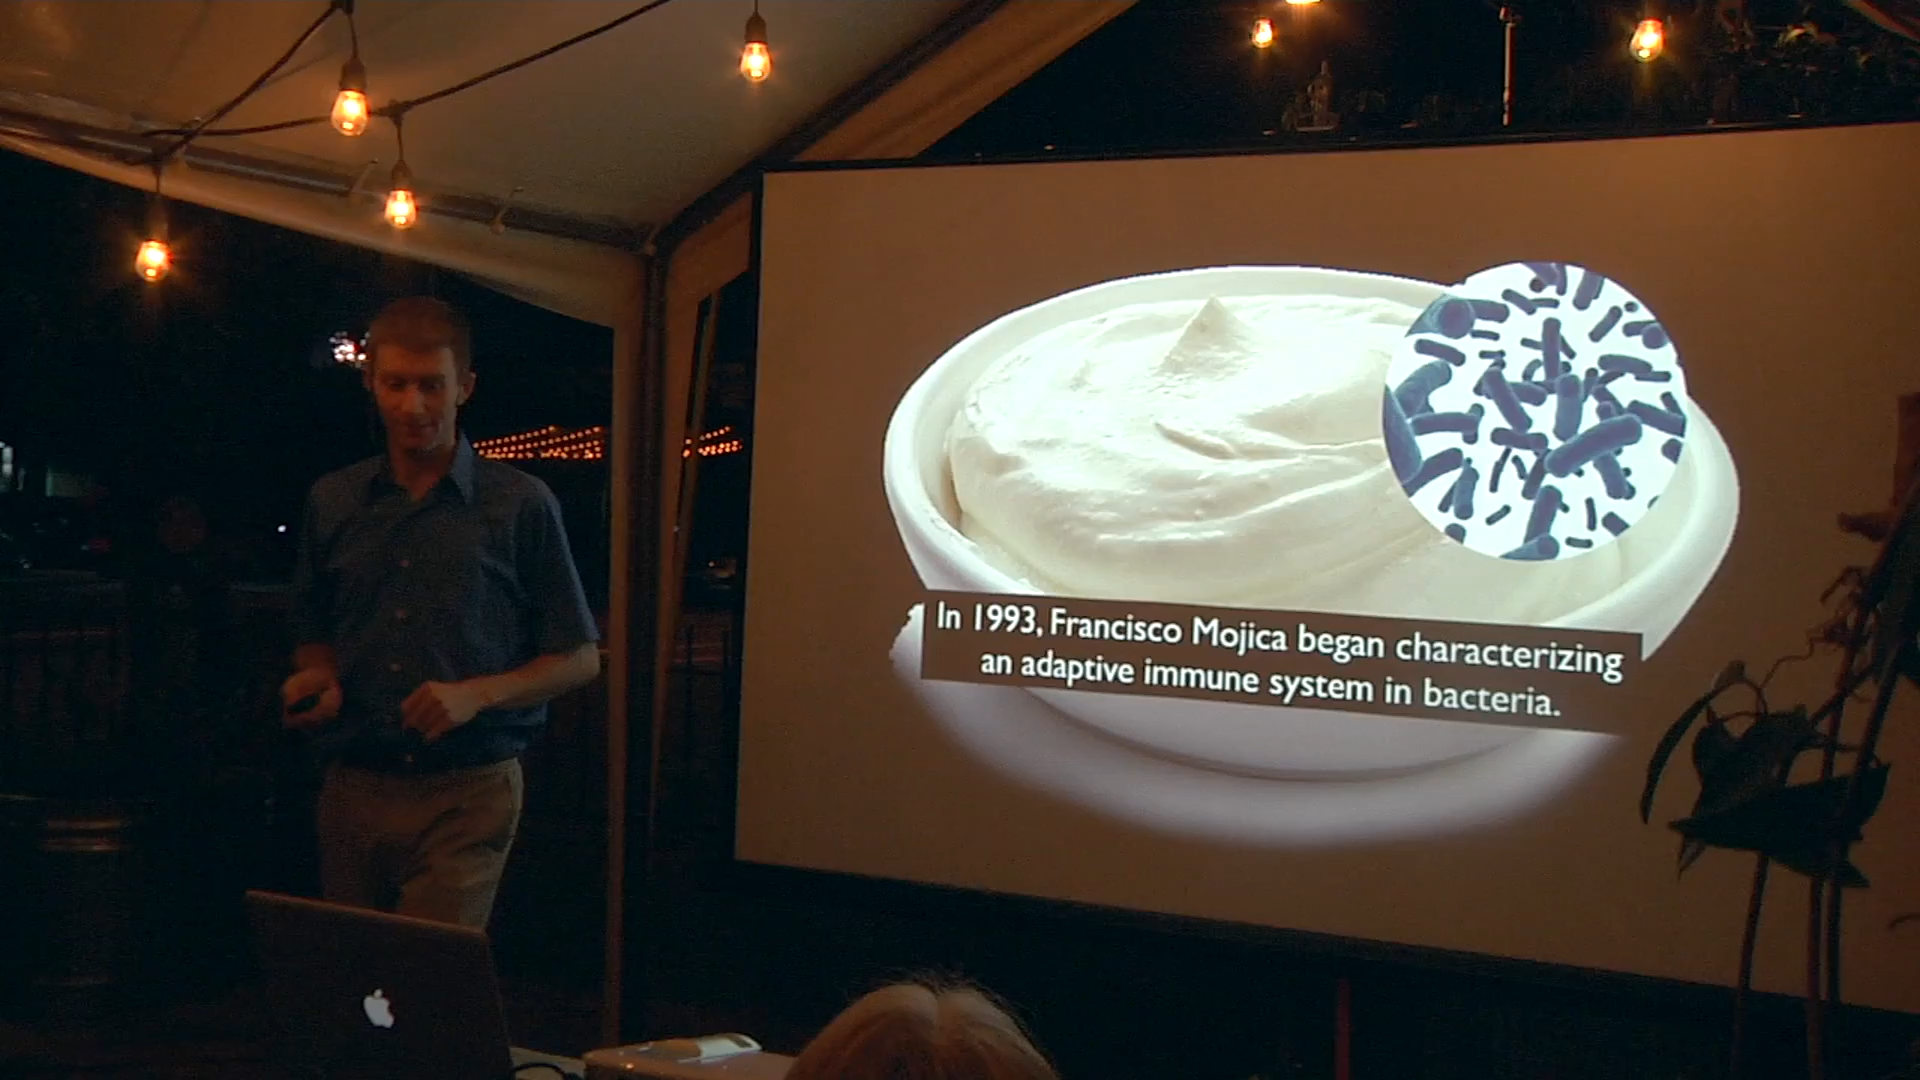 In 1993, Francisco Mojica began characterizing
an adaptive immune system in bacteria.